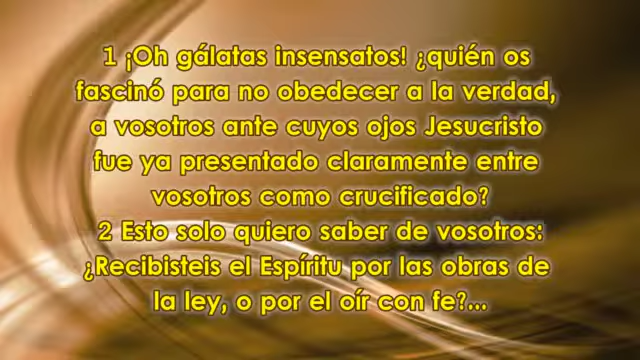 1 ¡Oh gálatas insensatos! ¿quién os
fascinó para no obedecer a la verdad,
a vosotros ante cuyos ojos Jesucristo
fue ya presentado claramente entre
vosotros como crucificado?
2 Esto solo quiero saber de vosotros:
¿Recibisteis el Espíritu por las obras de
la ley, o por el oír con fe?...